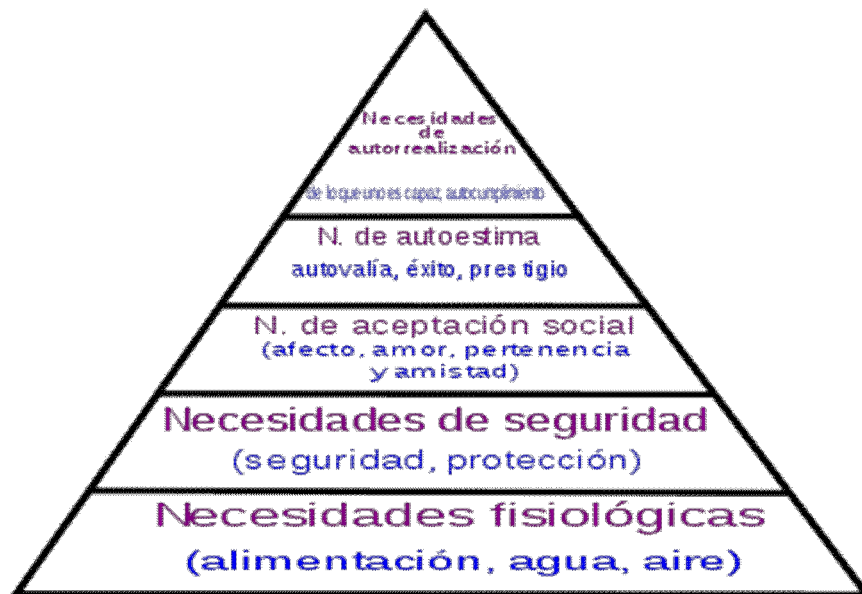 Necesidades
de
autorrealización
de lo que uno es capaz, autocumplimiento
N. de autoestima
autovalía, éxito, prestigio
N. de aceptación social
(afecto, amor, pertenencia
y amistad)
Necesidades de seguridad
(seguridad, protección)
Necesidades fisiológicas
(alimentación, agua, aire)